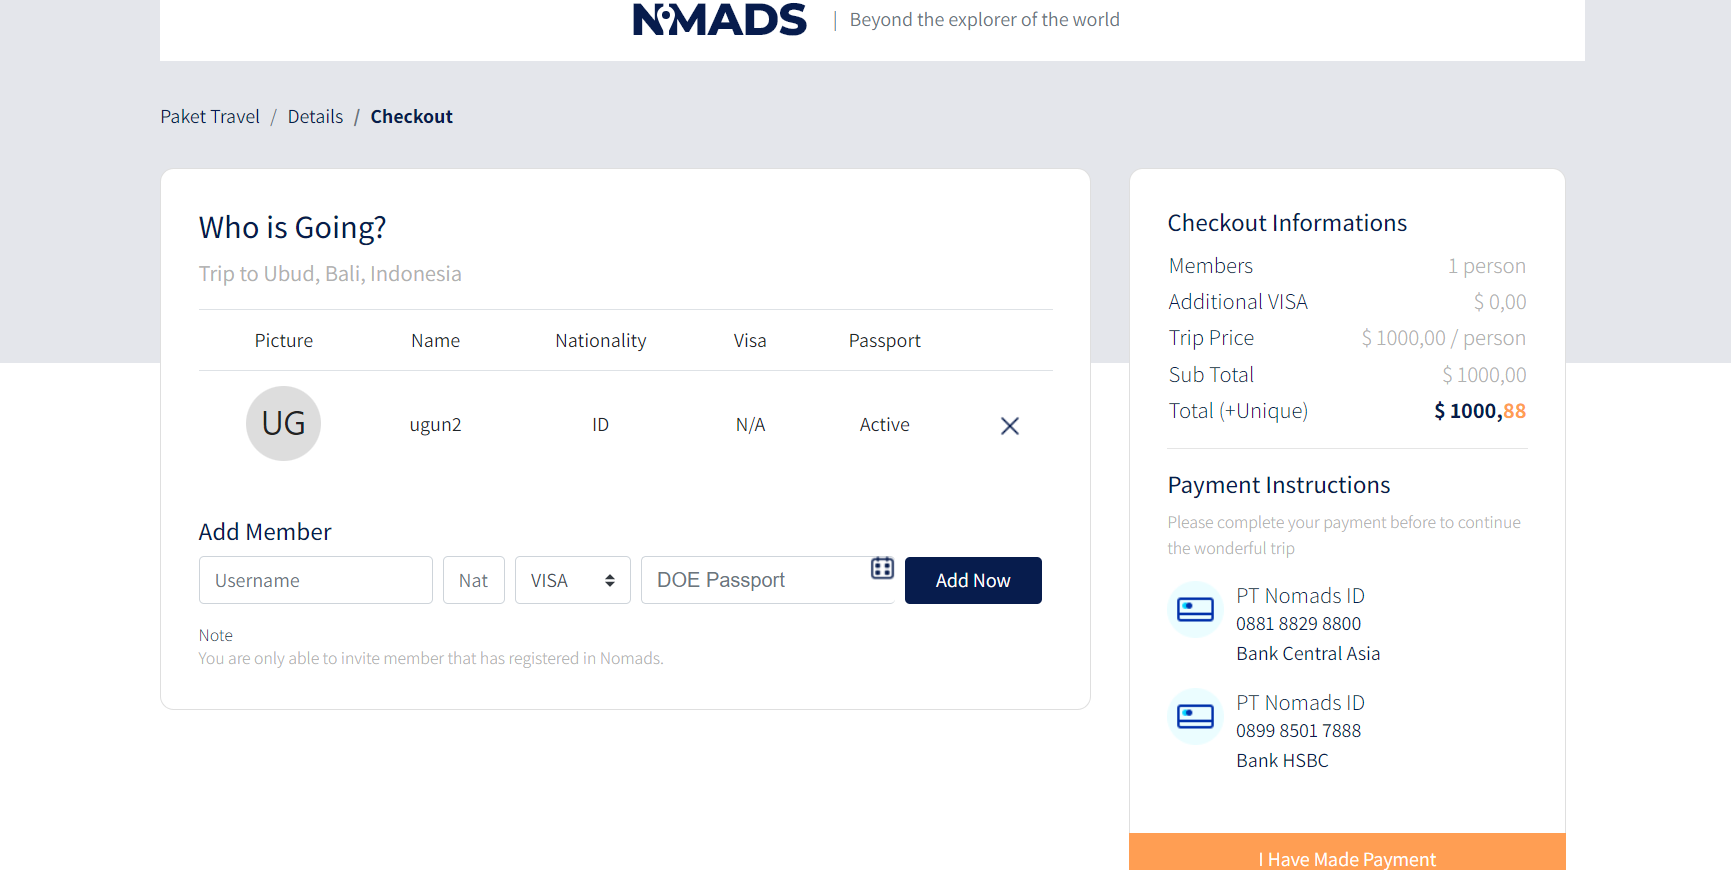 NOMADS | Beyond the explorer of the world
Paket Travel / Details / Checkout
Who is Going?
Trip to Ubud, Bali, Indonesia
Picture Name Nationality Visa Passport
UG ugun2 ID N/A Active
Add Member
Username Nat VISA DOE Passport Add Now
Note
You are only able to invite member that has registered in Nomads.
Checkout Informations
Members 1 person
Additional VISA $ 0,00
Trip Price $ 1000,00 / person
Sub Total $ 1000,00
Total (+Unique) $ 1000,88
Payment Instructions
Please complete your payment before to continue
the wonderful trip
PT Nomads ID
0881 8829 8800
Bank Central Asia
PT Nomads ID
0899 8501 7888
Bank HSBC
I Have Made Payment